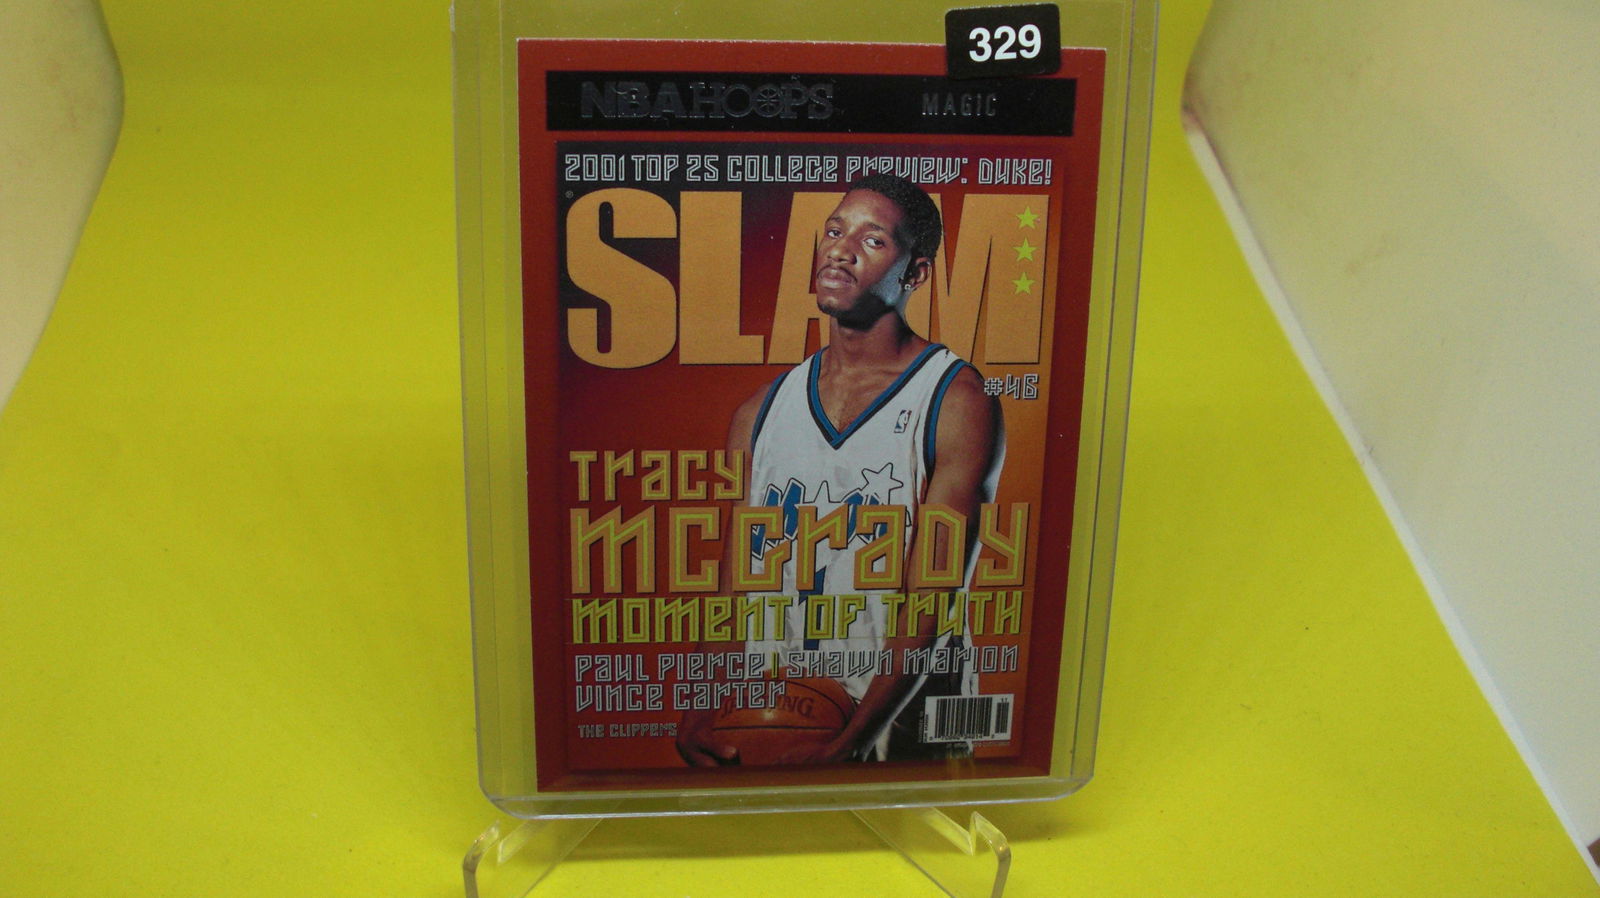 329
NBA HOOPS MAGIC
2001 TOP 25 COLLEGE PREVIEW: DUKE!
SLAM
#46
TRACY
MCGRADY
MOMENT OF TRUTH
PAUL PIERCE | SHAWN MARION
VINCE CARTER
THE CLIPPERS